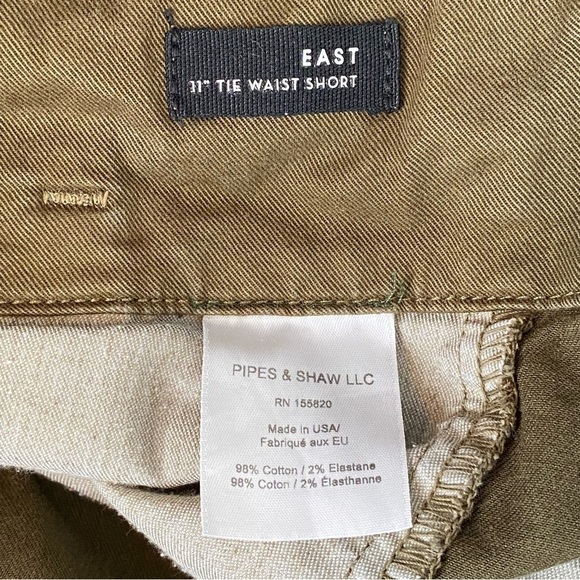 EAST
11" TIE WAIST SHORT
PIPES & SHAW LLC
RN 155820
Made in USA/
Fabriqué aux EU
98% Cotton / 2% Elastane
98% Coton / 2% Élasthanne